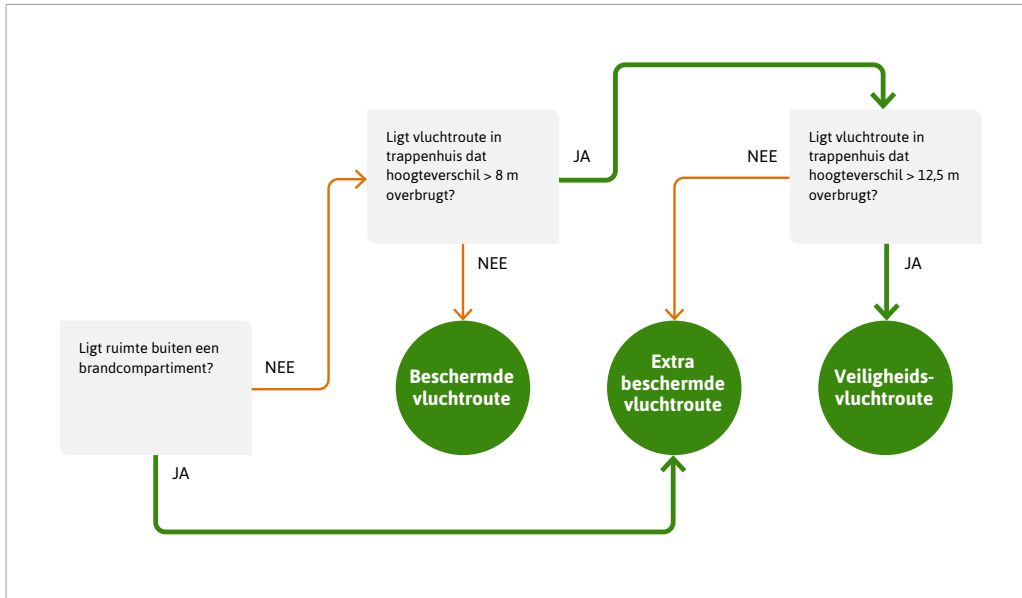 Ligt ruimte buiten een
brandcompartiment?
NEE
JA
Ligt vluchtroute in
trappenhuis dat
hoogteverschil > 8 m
overbrugt?
JA
NEE
Ligt vluchtroute in
trappenhuis dat
hoogteverschil > 12,5 m
overbrugt?
NEE
JA
Beschermde
vluchtroute
Extra
beschermde
vluchtroute
Veiligheids-
vluchtroute